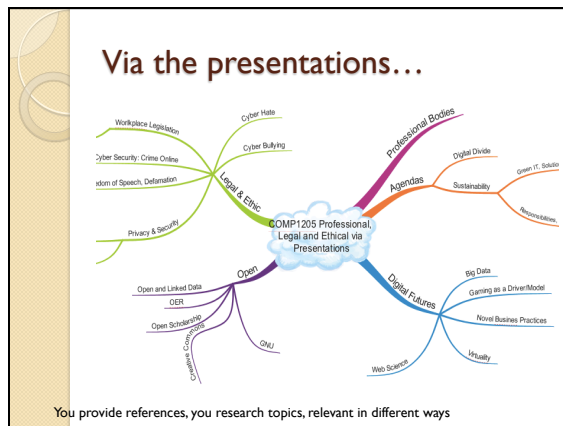 Via the presentations…
Worlkplace Legislation
Cyber Hate
Cyber Bullying
Cyber Security: Crime Online
dom of Speech, Defamation
Privacy & Security
Legal & Ethic
Professional Bodies
Agendas
Digital Divide
Sustainability
Green IT, Solution
Responsibilities,
COMP1205 Professional,
Legal and Ethical via
Presentations
Open
Open and Linked Data
OER
Open Scholarship
Creative Commons
GNU
Digital Futures
Big Data
Gaming as a Driver/Model
Novel Busines Practices
Virtuality
Web Science
You provide references, you research topics, relevant in different ways